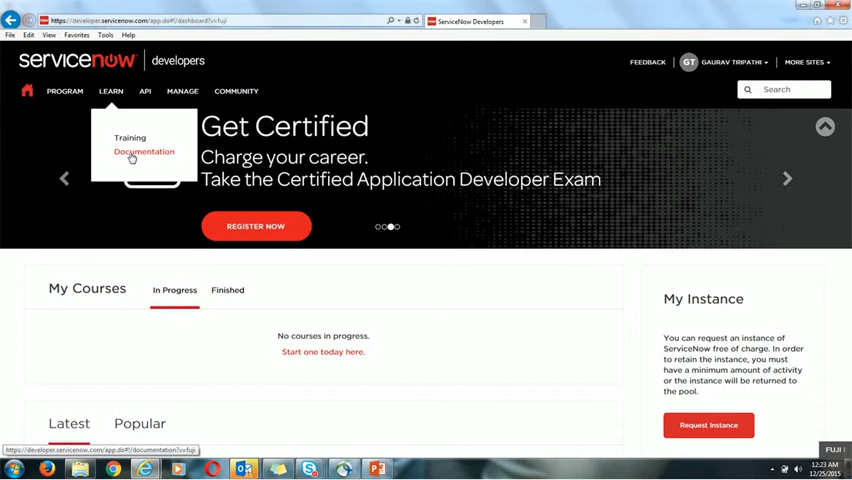 https://developer.servicenow.com/app.do#!/dashboard?v=fuji
ServiceNow Developers
File Edit View Favorites Tools Help
servicenow developers
FEEDBACK GT GAURAV TRIPATHI MORE SITES
PROGRAM LEARN API MANAGE COMMUNITY
Search
Training
Documentation
Get Certified
Charge your career.
Take the Certified Application Developer Exam
REGISTER NOW
My Courses In Progress Finished
No courses in progress.
Start one today here.
My Instance
You can request an instance of
ServiceNow free of charge. In order
to retain the instance, you must
have a minimum amount of activity
or the instance will be returned to
the pool.
Request Instance
Latest Popular
https://developer.servicenow.com/app.do#!/documentation?v=fuji
FUJI
12:23 AM
12/25/2015